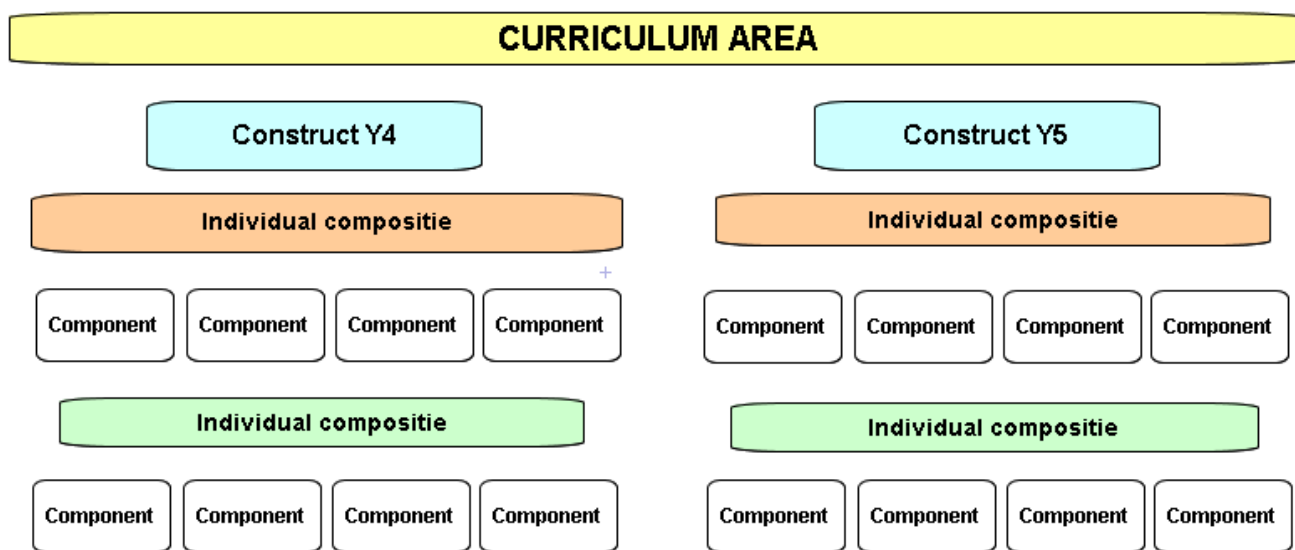 CURRICULUM AREA
Construct Y4 Construct Y5
Individual compositie Individual compositie
Component Component Component Component Component Component Component Component
Individual compositie Individual compositie
Component Component Component Component Component Component Component Component